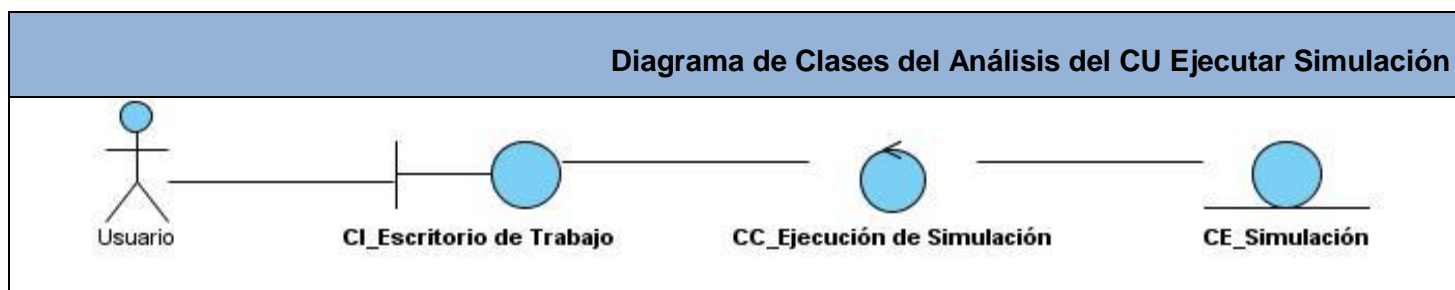 Diagrama de Clases del Análisis del CU Ejecutar Simulación
Usuario
CI_Escritorio de Trabajo
CC_Ejecución de Simulación
CE_Simulación